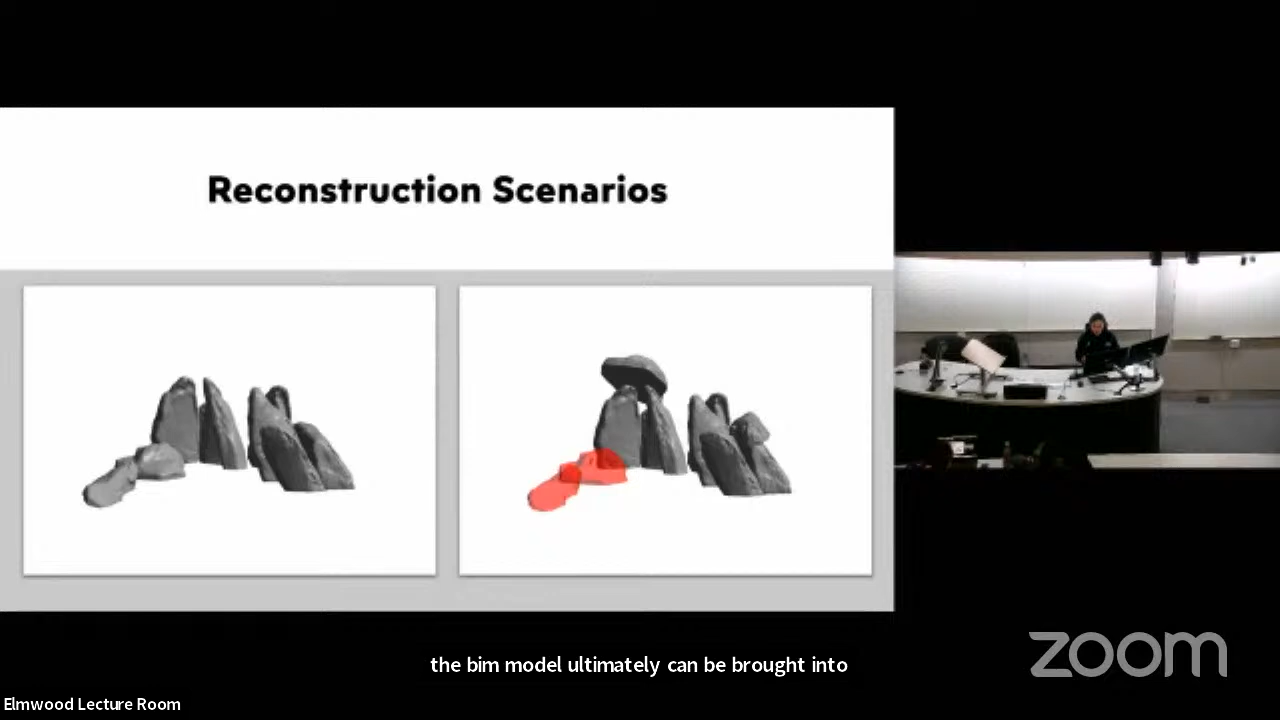 Reconstruction Scenarios
the bim model ultimately can be brought into
zoom
Elmwood Lecture Room